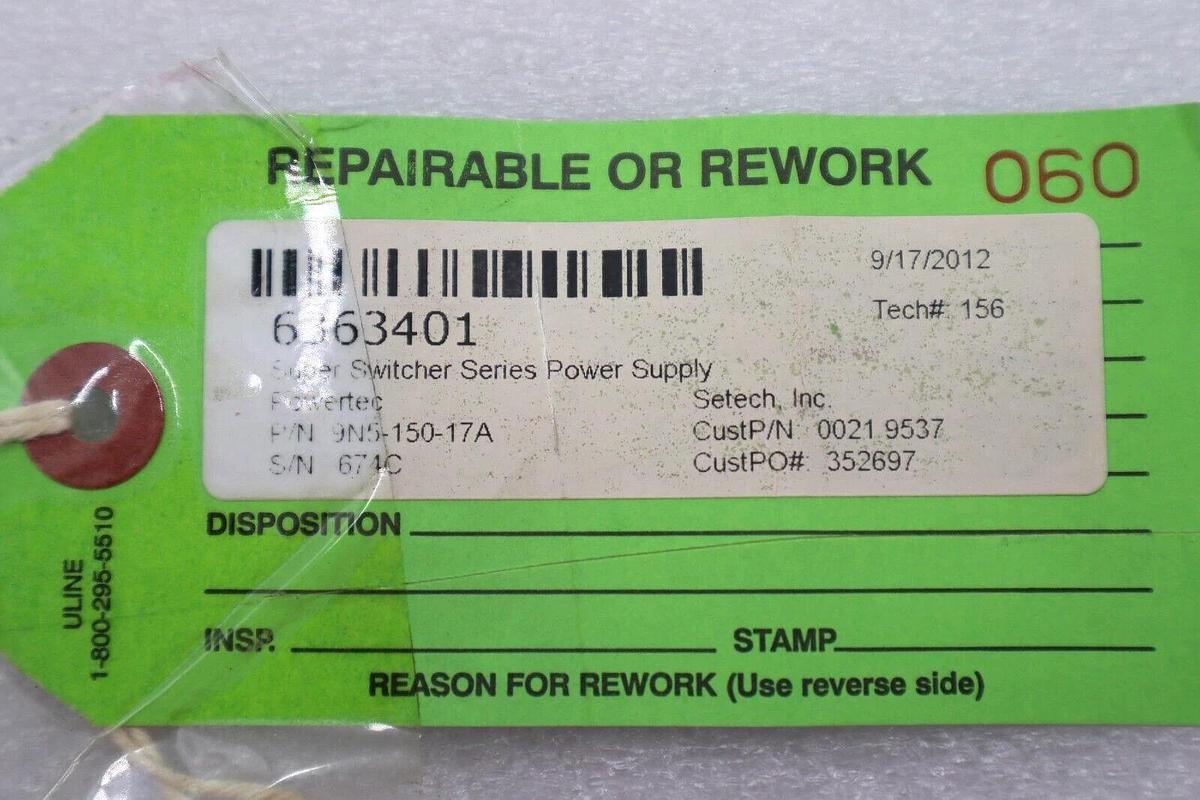 REPAIRABLE OR REWORK 060
9/17/2012
6363401
Tech#: 156
Super Switcher Series Power Supply
Powertec
Setech, Inc.
P/N 9N5-150-17A
CustP/N 0021 9537
S/N 671C
CustPO# 352697
DISPOSITION
INSP. STAMP
REASON FOR REWORK (Use reverse side)
ULINE
1-800-295-5510